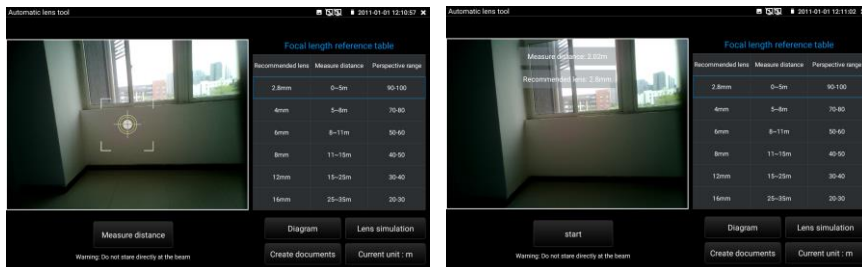 Automatic lens tool
2011-01-01 12:10:57
Focal length reference table
Recommended lens Measure distance Perspective range
2.8mm 0~5m 90-100
4mm 5~8m 70-80
6mm 8~11m 50-60
8mm 11~15m 40-50
12mm 15~25m 30-40
16mm 25~35m 20-30
Measure distance
Warning: Do not stare directly at the beam
Diagram Lens simulation
Create documents Current unit : m
Automatic lens tool
2011-01-01 12:11:02
Measure distance: 2.82m
Recommended lens: 2.8mm
Focal length reference table
Recommended lens Measure distance Perspective range
2.8mm 0~5m 90-100
4mm 5~8m 70-80
6mm 8~11m 50-60
8mm 11~15m 40-50
12mm 15~25m 30-40
16mm 25~35m 20-30
start
Warning: Do not stare directly at the beam
Diagram Lens simulation
Create documents Current unit : m